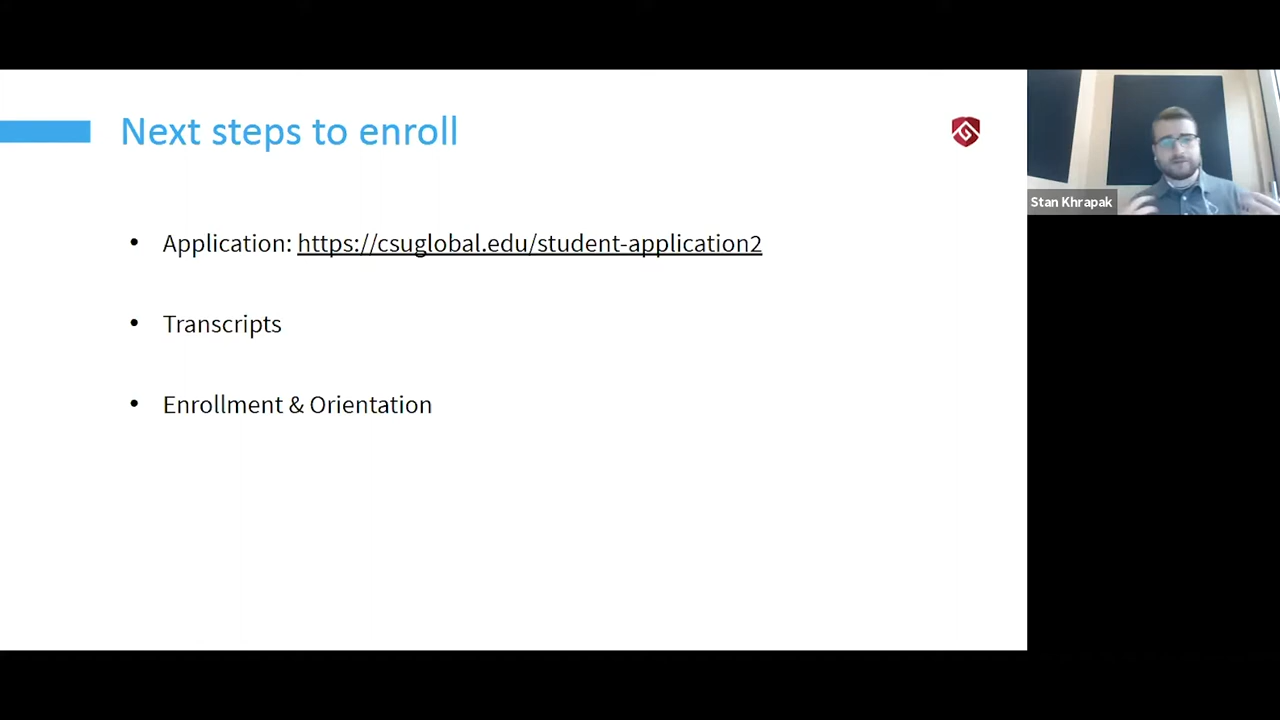 Next steps to enroll
• Application: https://csuglobal.edu/student-application2
• Transcripts
• Enrollment & Orientation
Stan Khrapak